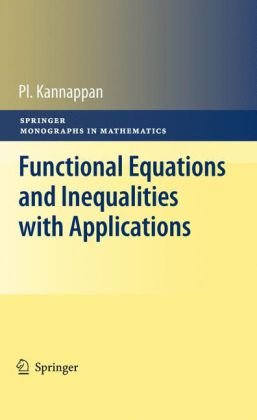 Pl. Kannappan
SPRINGER
MONOGRAPHS IN MATHEMATICS
Functional Equations
and Inequalities
with Applications
Springer